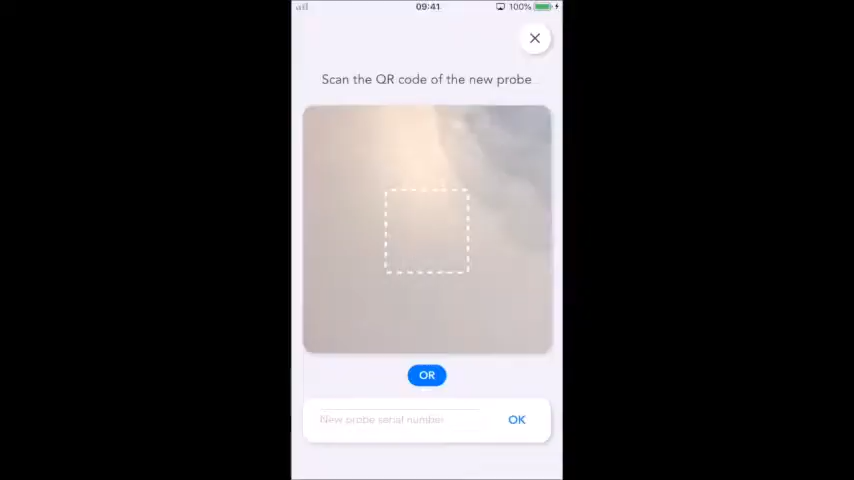 09:41
100%
Scan the QR code of the new probe
OR
New probe serial number
OK